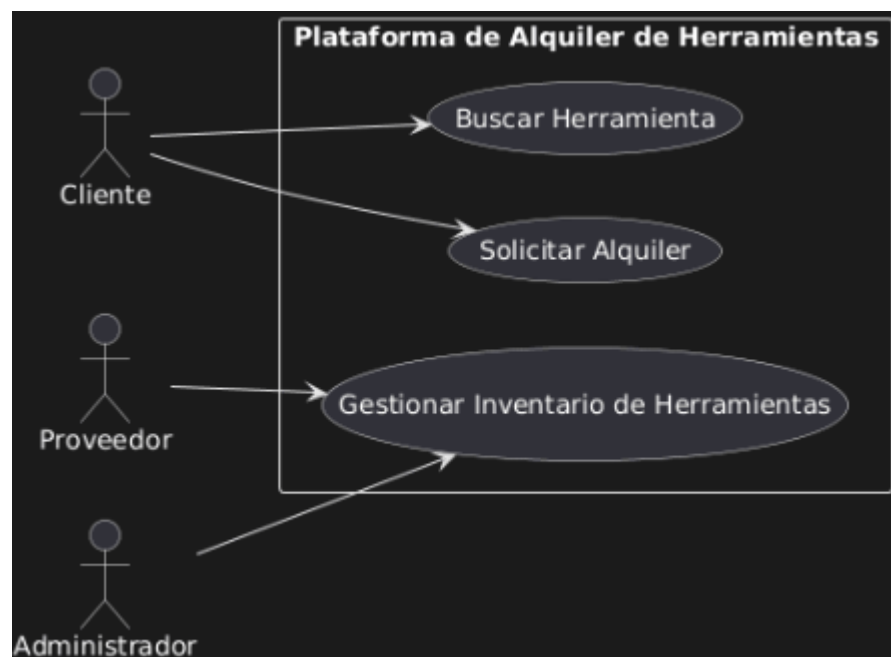 Plataforma de Alquiler de Herramientas
Buscar Herramienta
Cliente
Solicitar Alquiler
Gestionar Inventario de Herramientas
Proveedor
Administrador